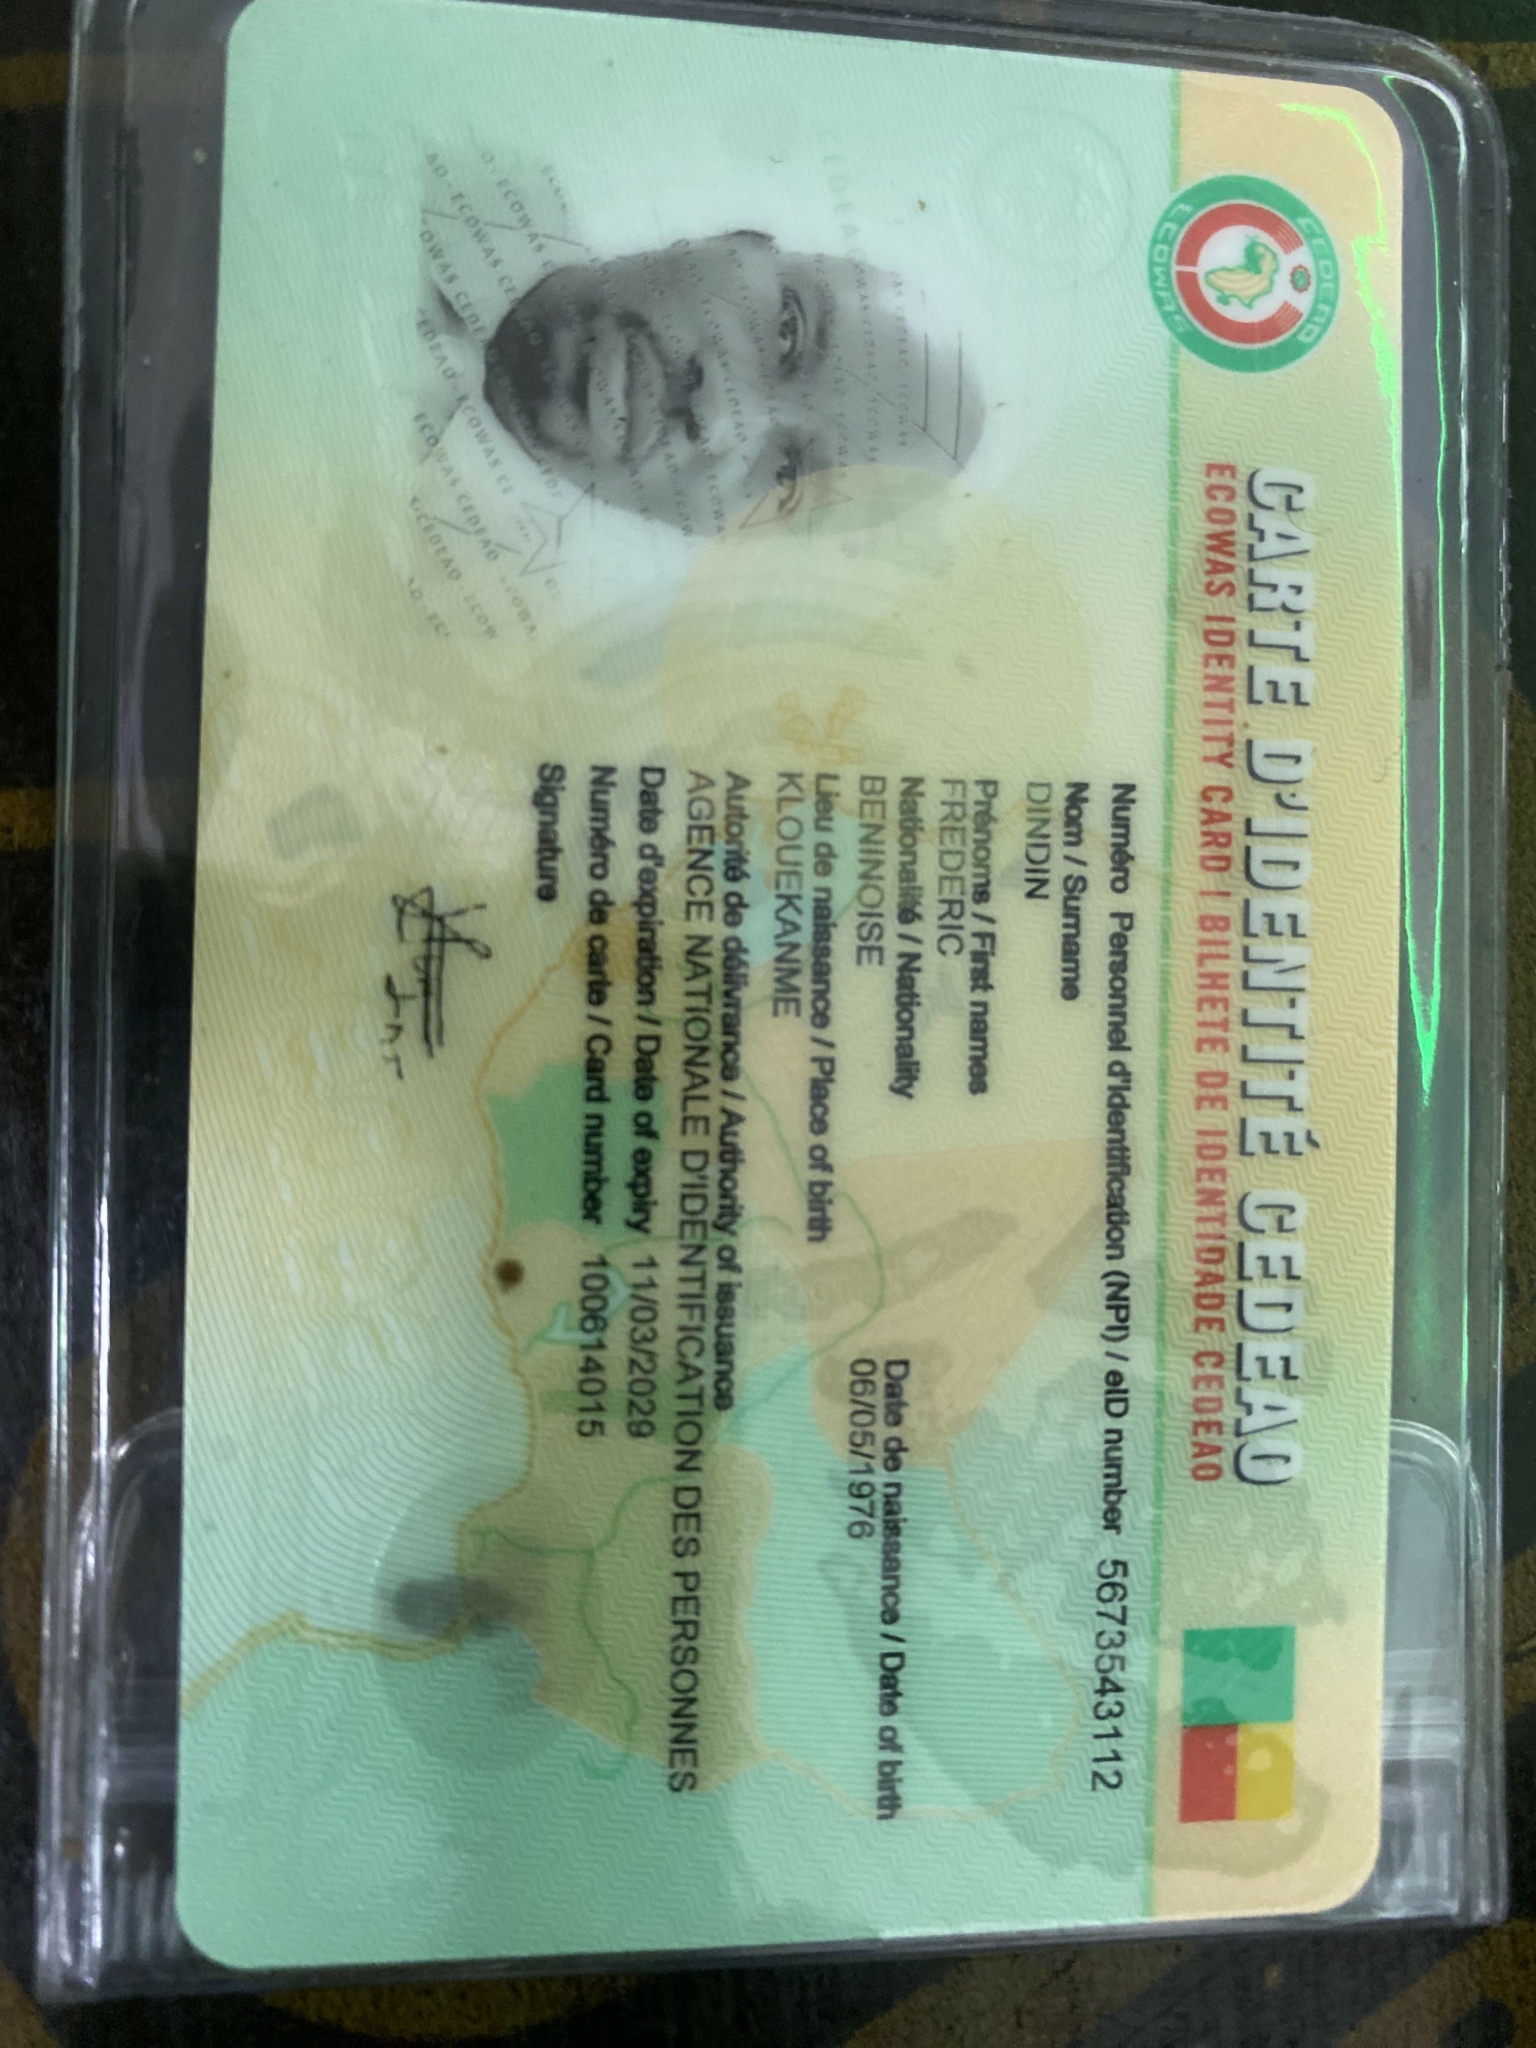 CEDEAO
ECOWAS
CARTE D'IDENTITÉ CEDEAO
ECOWAS IDENTITY CARD / BILHETE DE IDENTIDADE CEDEAO
Numéro Personnel d'Identification (NPI) / eID number 5673543112
Nom / Surname
DINDIN
Prénoms / First names
FREDERIC
Nationalité / Nationality
BENINOISE
Date de naissance / Date of birth
06/05/1976
Lieu de naissance / Place of birth
KLOUEKANME
Autorité de délivrance / Authority of issuance
AGENCE NATIONALE D'IDENTIFICATION DES PERSONNES
Date d'expiration / Date of expiry 11/03/2029
Numéro de carte / Card number 100614015
Signature